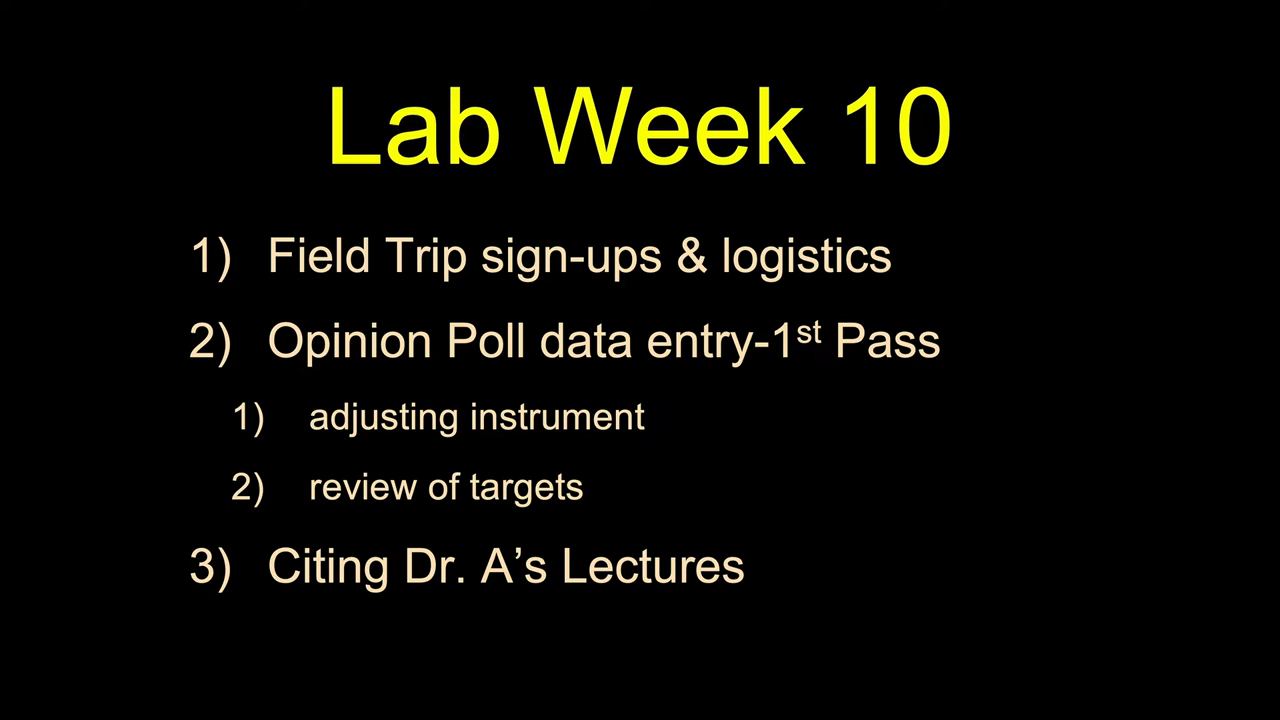 Lab Week 10
1) Field Trip sign-ups & logistics
2) Opinion Poll data entry-1st Pass
1) adjusting instrument
2) review of targets
3) Citing Dr. A’s Lectures